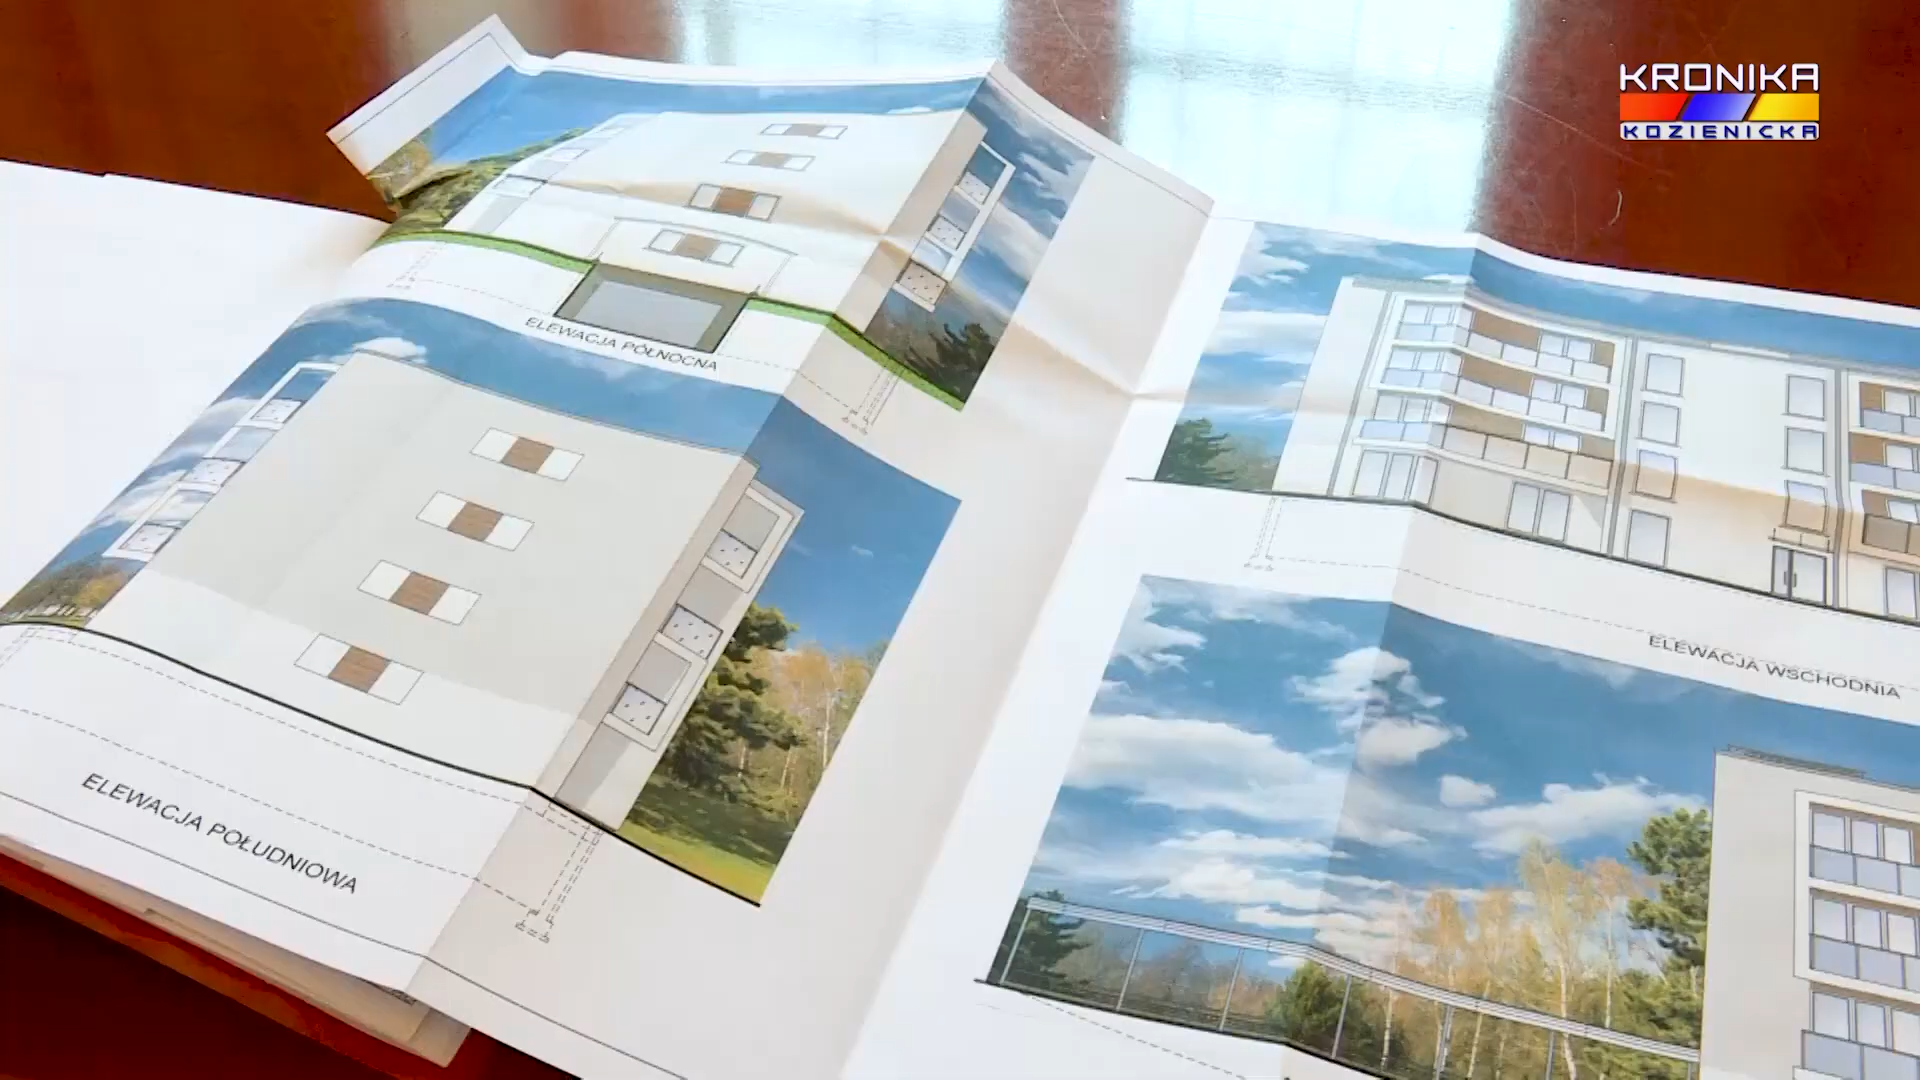 KRONIKA
KOZIENICKA
ELEWACJA PÓŁNOCNA
ELEWACJA WSCHODNIA
ELEWACJA POŁUDNIOWA